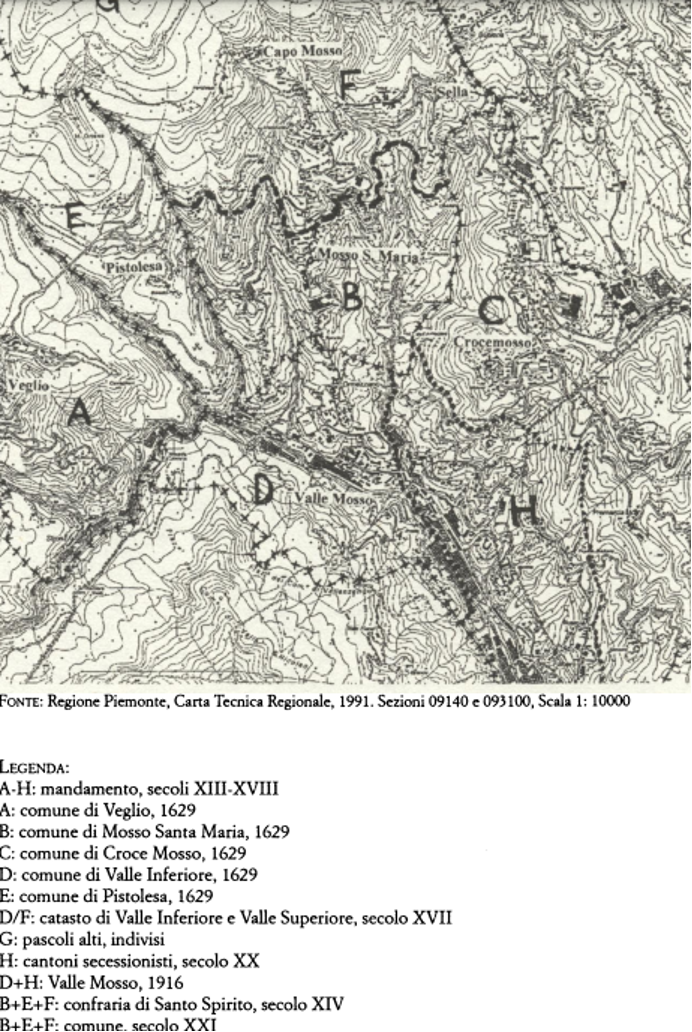 G
Capo Mosso
F
Sella
E
Pistolesa
Mosso S. Maria
B
C
Crocemosso
Veglio
A
D
Valle Mosso
H
FONTE: Regione Piemonte, Carta Tecnica Regionale, 1991. Sezioni 09140 e 093100, Scala 1: 10000
LEGENDA:
A-H: mandamento, secoli XIII-XVIII
A: comune di Veglio, 1629
B: comune di Mosso Santa Maria, 1629
C: comune di Croce Mosso, 1629
D: comune di Valle Inferiore, 1629
E: comune di Pistolesa, 1629
D/F: catasto di Valle Inferiore e Valle Superiore, secolo XVII
G: pascoli alti, indivisi
H: cantoni secessionisti, secolo XX
D+H: Valle Mosso, 1916
B+E+F: confraria di Santo Spirito, secolo XIV
B+E+F: comune, secolo XXI